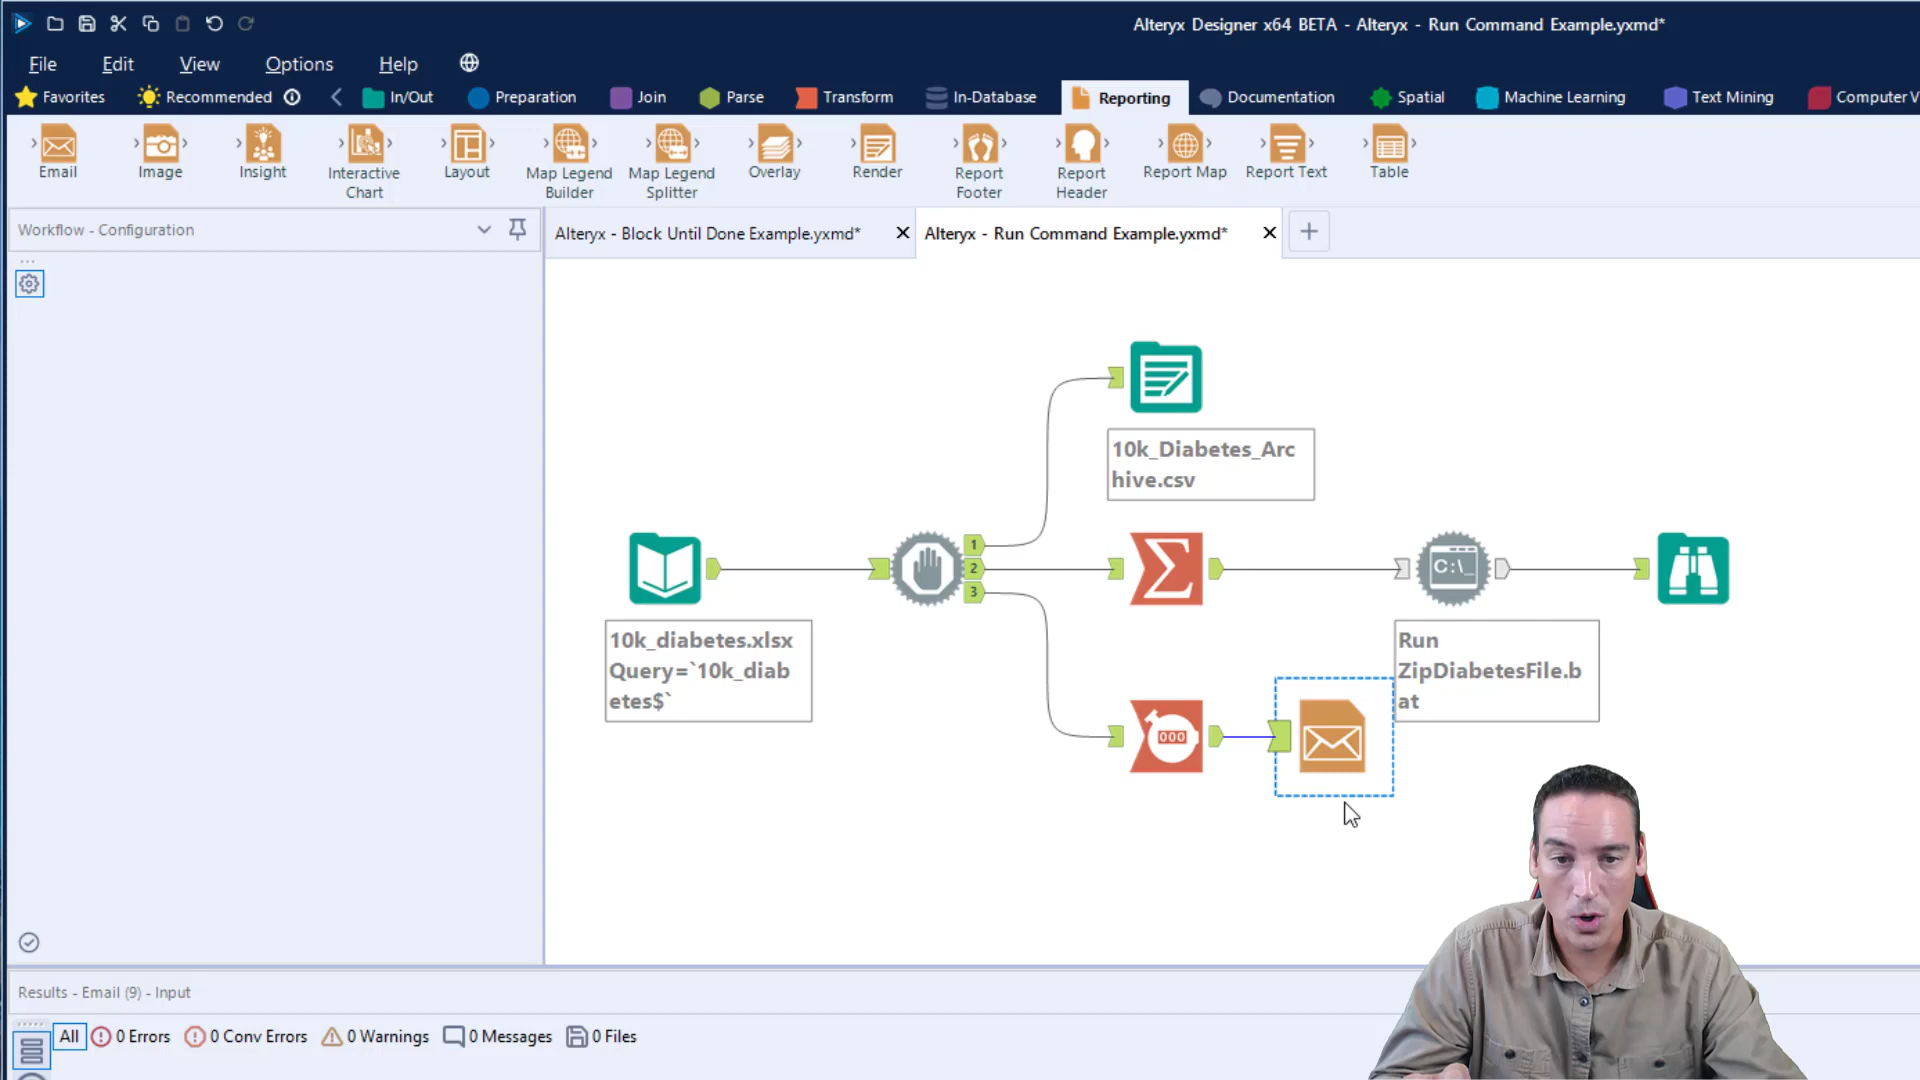 Alteryx Designer x64 BETA - Alteryx - Run Command Example.yxmd*
File Edit View Options Help
Favorites Recommended In/Out Preparation Join Parse Transform In-Database Reporting Documentation Spatial Machine Learning Text Mining Computer V
Email Image Insight Interactive Chart Layout Map Legend Builder Map Legend Splitter Overlay Render Report Footer Report Header Report Map Report Text Table
Workflow - Configuration
Alteryx - Block Until Done Example.yxmd*
Alteryx - Run Command Example.yxmd*
10k_Diabetes_Arc
hive.csv
1
2
3
C:\_
10k_diabetes.xlsx
Query=`10k_diab
etes$`
Run
ZipDiabetesFile.b
at
000
Results - Email (9) - Input
All 0 Errors 0 Conv Errors 0 Warnings 0 Messages 0 Files